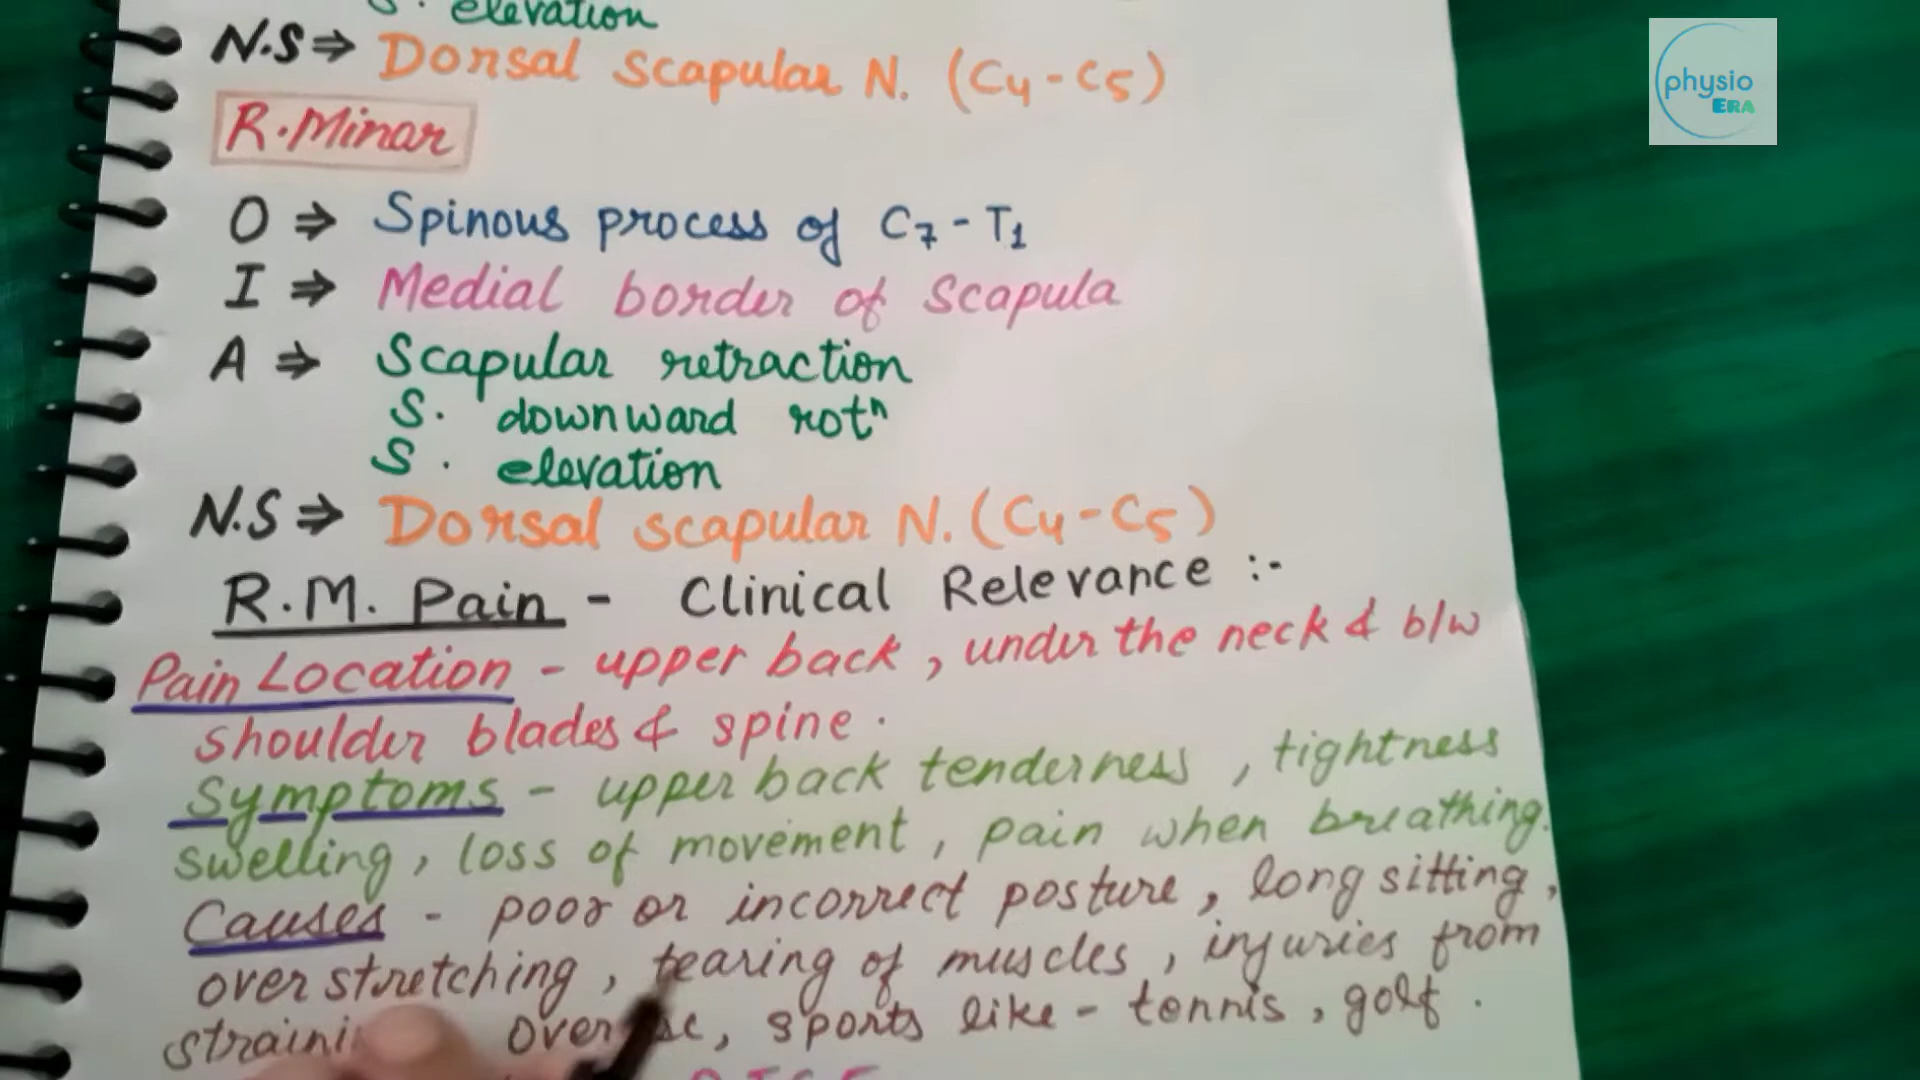 S. elevation
N.S ⇒ Dorsal scapular N. (C4-C5)
R.Minar
O ⇒ Spinous process of C7 - T1
I ⇒ Medial border of Scapula
A ⇒ Scapular retraction
S. downward rotⁿ
S. elevation
N.S ⇒ Dorsal scapular N. (C4-C5)
R.M. Pain - Clinical Relevance :-
Pain Location - upper back, under the neck & b/w
shoulder blades & spine.
Symptoms - upper back tenderness, tightness
swelling, loss of movement, pain when breathing.
Causes - poor or incorrect posture, long sitting,
over stretching, tearing of muscles, injuries from
sports like - tennis, golf.
physio
ERA